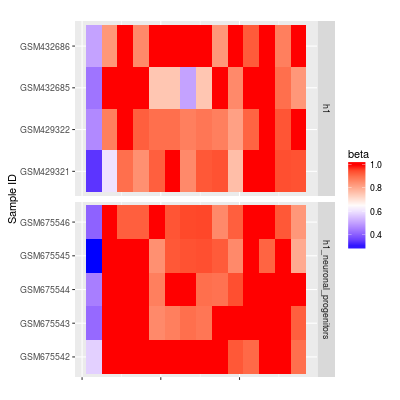 GSM432686
GSM432685
GSM429322
GSM429321
h1
Sample ID
GSM675546
GSM675545
GSM675544
GSM675543
GSM675542
h1_neuronal_progenitors
beta
1.0
0.8
0.6
0.4